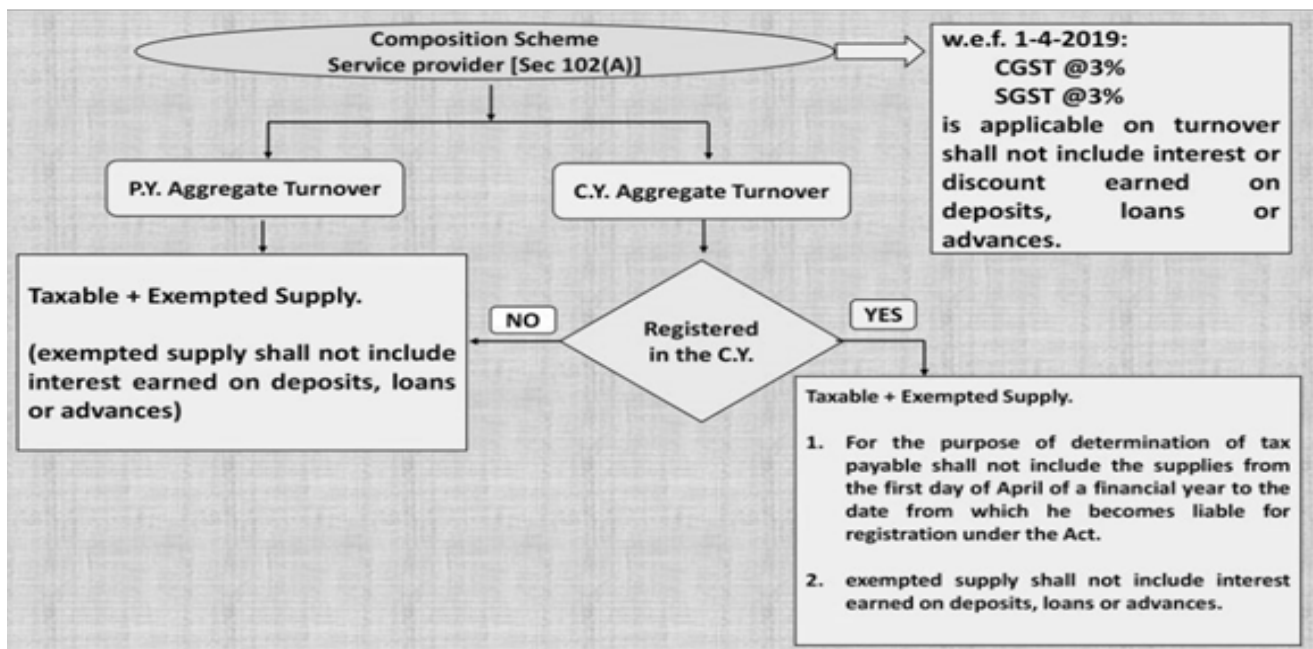 Composition Scheme
Service provider [Sec 102(A)]
w.e.f. 1-4-2019:
CGST @3%
SGST @3%
is applicable on turnover
shall not include interest or
discount earned on
deposits, loans or
advances.
P.Y. Aggregate Turnover
C.Y. Aggregate Turnover
Taxable + Exempted Supply.
(exempted supply shall not include
interest earned on deposits, loans
or advances)
NO
Registered
in the C.Y.
YES
Taxable + Exempted Supply.
1. For the purpose of determination of tax
payable shall not include the supplies from
the first day of April of a financial year to the
date from which he becomes liable for
registration under the Act.
2. exempted supply shall not include interest
earned on deposits, loans or advances.